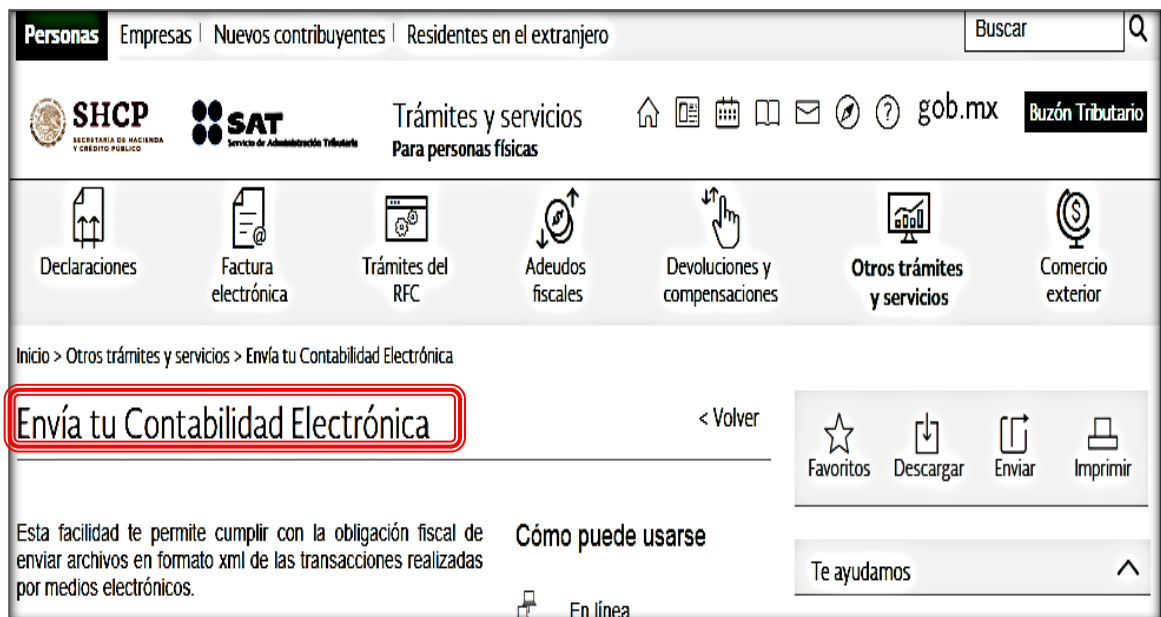 Personas Empresas Nuevos contribuyentes Residentes en el extranjero Buscar
SHCP
SECRETARÍA DE HACIENDA
Y CRÉDITO PÚBLICO
SAT
Servicio de Administración Tributaria
Trámites y servicios
Para personas físicas
gob.mx
Buzón Tributario
Declaraciones
Factura
electrónica
Trámites del
RFC
Adeudos
fiscales
Devoluciones y
compensaciones
Otros trámites
y servicios
Comercio
exterior
Inicio > Otros trámites y servicios > Envía tu Contabilidad Electrónica
Envía tu Contabilidad Electrónica
< Volver
Favoritos Descargar Enviar Imprimir
Esta facilidad te permite cumplir con la obligación fiscal de
enviar archivos en formato xml de las transacciones realizadas
por medios electrónicos.
Cómo puede usarse
En línea
Te ayudamos